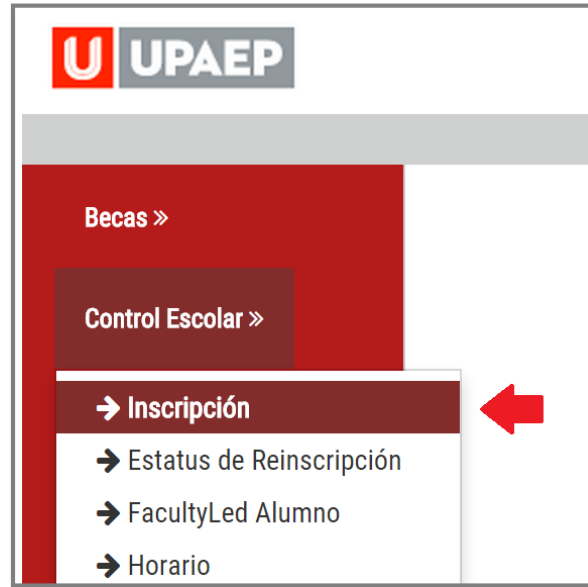 U UPAEP
Becas »
Control Escolar »
Inscripción
Estatus de Reinscripción
FacultyLed Alumno
Horario